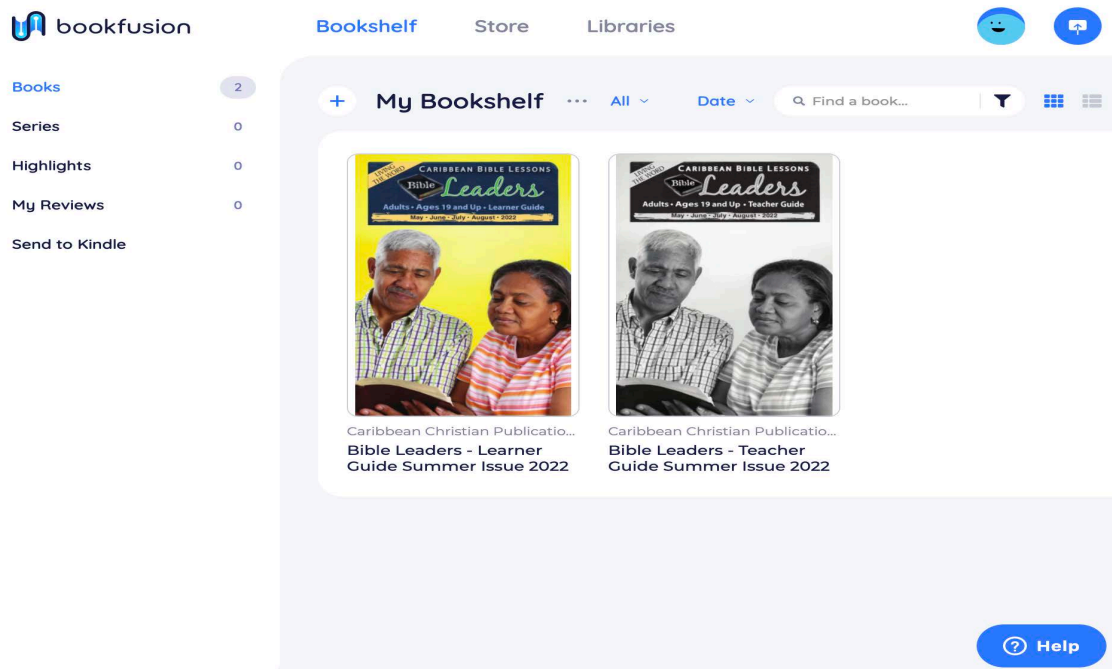 bookfusion
Bookshelf Store Libraries
Books 2
Series 0
Highlights 0
My Reviews 0
Send to Kindle
+ My Bookshelf ... All Date Find a book...
LIVING THE WORD
CARIBBEAN BIBLE LESSONS
Bible Leaders
Adults • Ages 19 and Up • Learner Guide
May - June - July - August • 2022
Caribbean Christian Publicatio...
Bible Leaders - Learner
Guide Summer Issue 2022
LIVING THE WORD
CARIBBEAN BIBLE LESSONS
Bible Leaders
Adults • Ages 19 and Up • Teacher Guide
May - June - July - August • 2022
Caribbean Christian Publicatio...
Bible Leaders - Teacher
Guide Summer Issue 2022
? Help